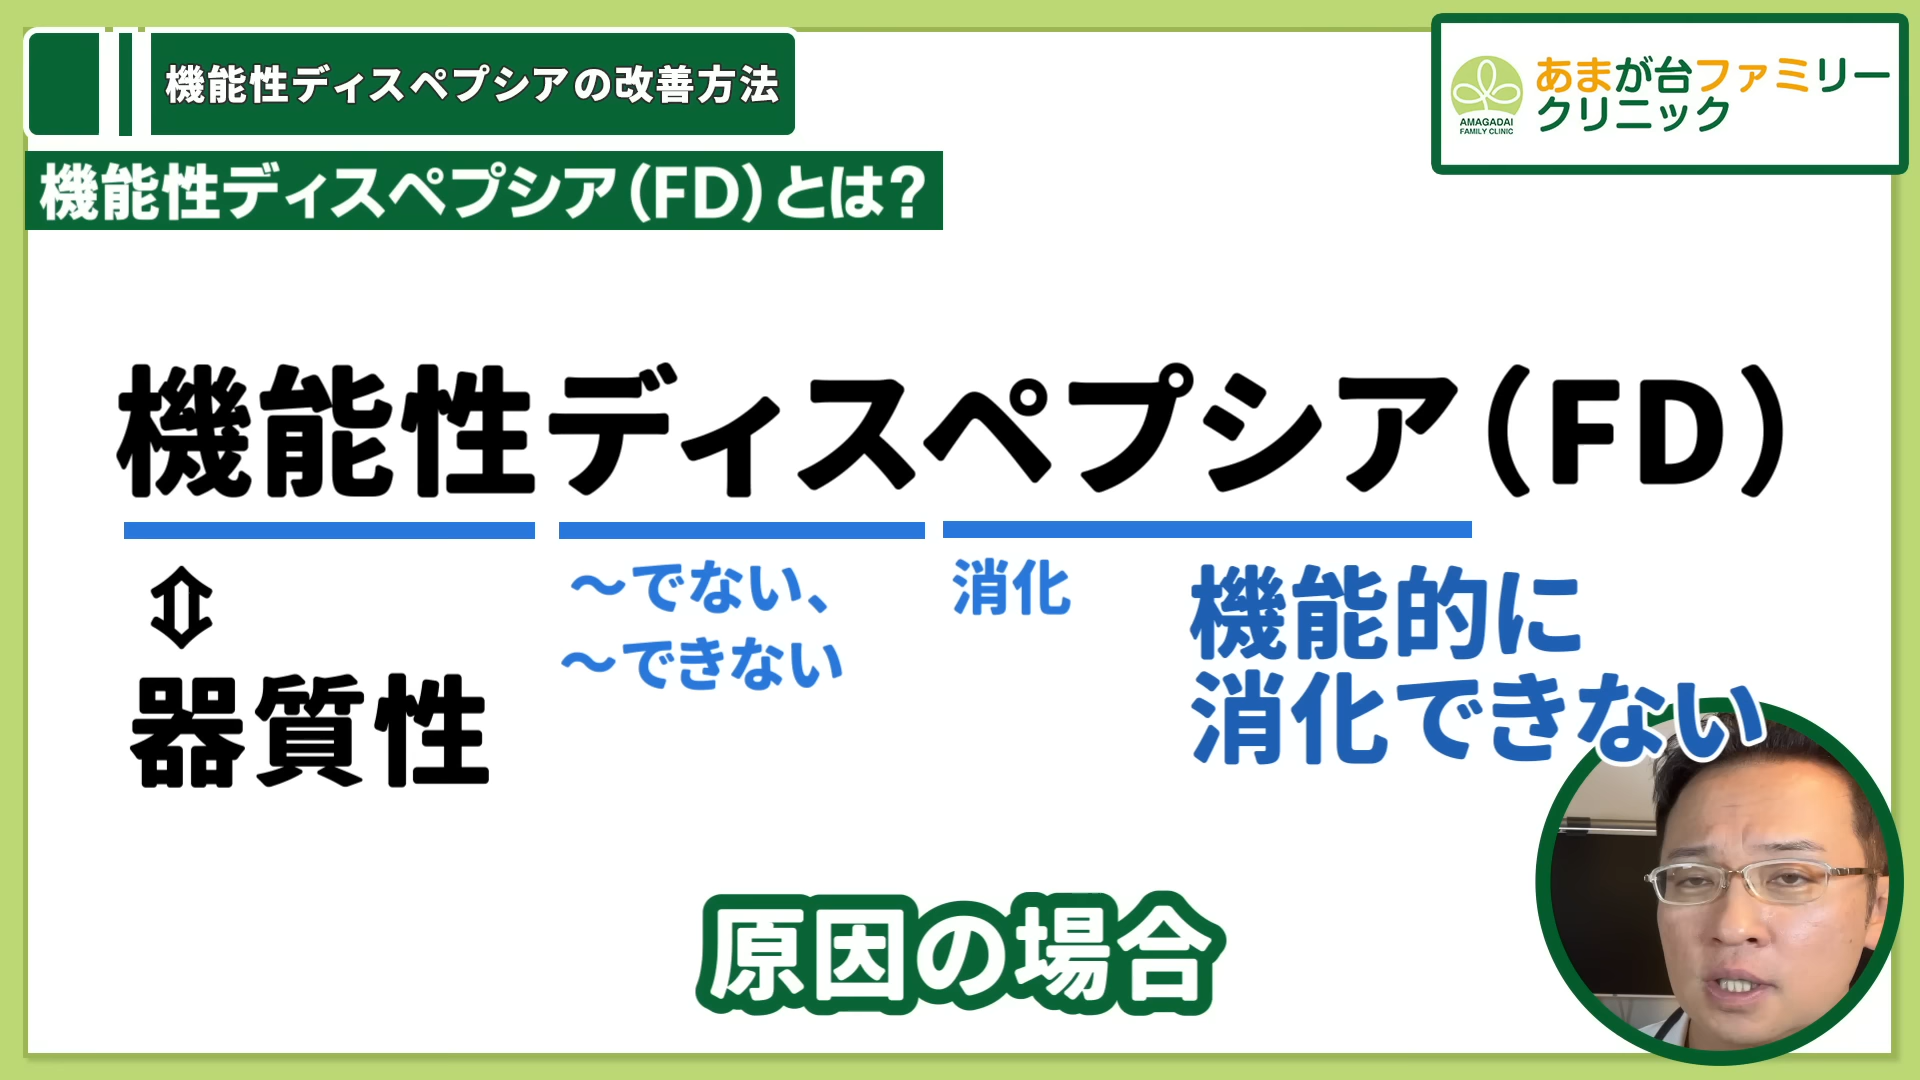 機能性ディスペプシアの改善方法
あまが台ファミリー
クリニック
AMAGADAI
FAMILY CLINIC
機能性ディスペプシア(FD)とは?
機能性ディスペプシア(FD)
⇕
器質性
〜でない、
〜できない
消化
機能的に
消化できない
原因の場合